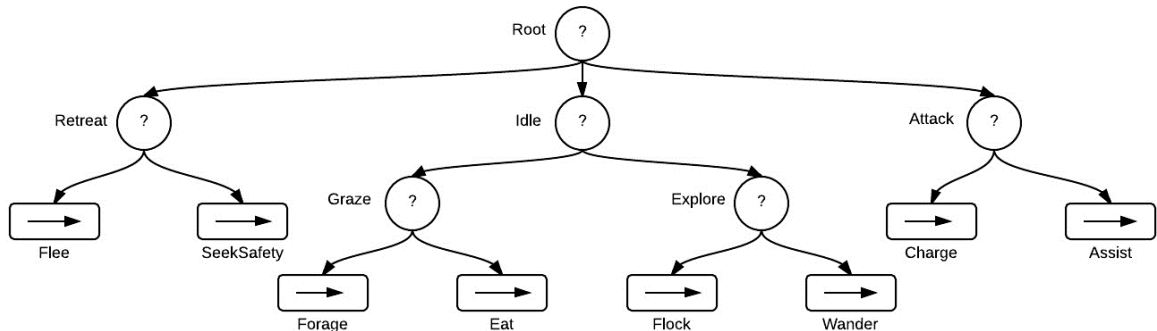 Root ?
Retreat ? Idle ? Attack ?
Graze ? Explore ?
Flee SeekSafety Charge Assist
Forage Eat Flock Wander